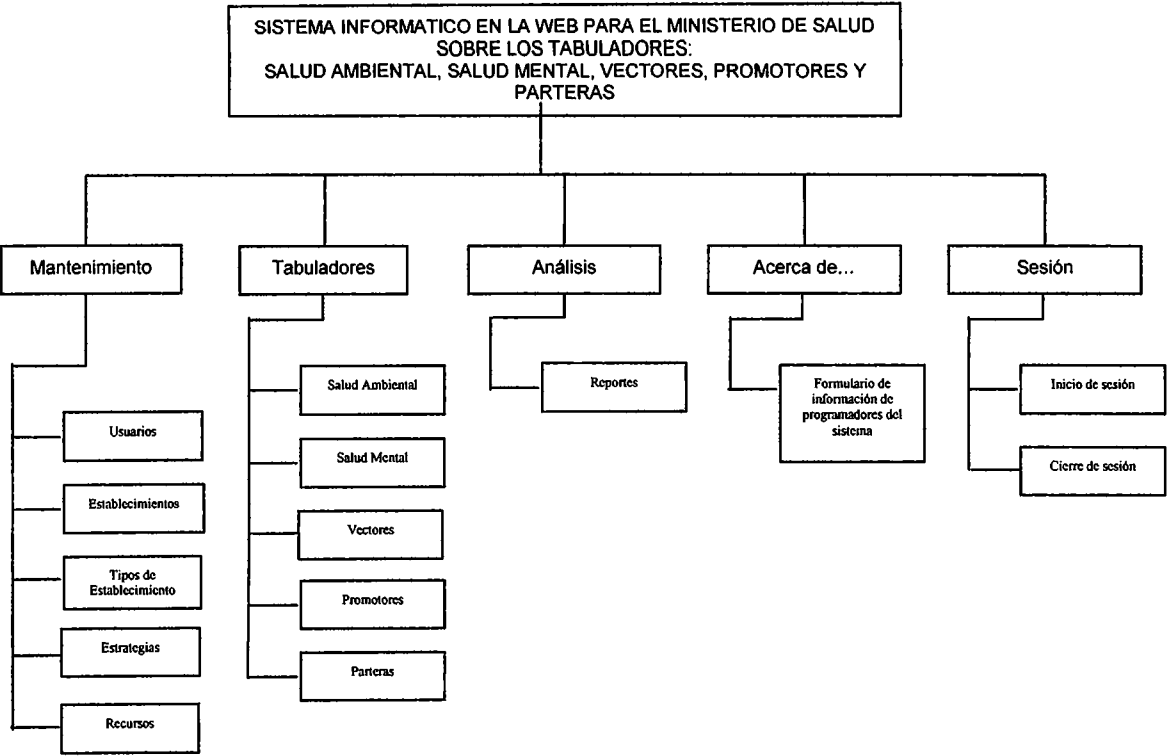 SISTEMA INFORMATICO EN LA WEB PARA EL MINISTERIO DE SALUD
SOBRE LOS TABULADORES:
SALUD AMBIENTAL, SALUD MENTAL, VECTORES, PROMOTORES Y
PARTERAS
Mantenimiento
Tabuladores
Análisis
Acerca de...
Sesión
Usuarios
Establecimientos
Tipos de
Establecimiento
Estrategias
Recursos
Salud Ambiental
Salud Mental
Vectores
Promotores
Parteras
Reportes
Formulario de
información de
programadores del
sistema
Inicio de sesión
Cierre de sesión